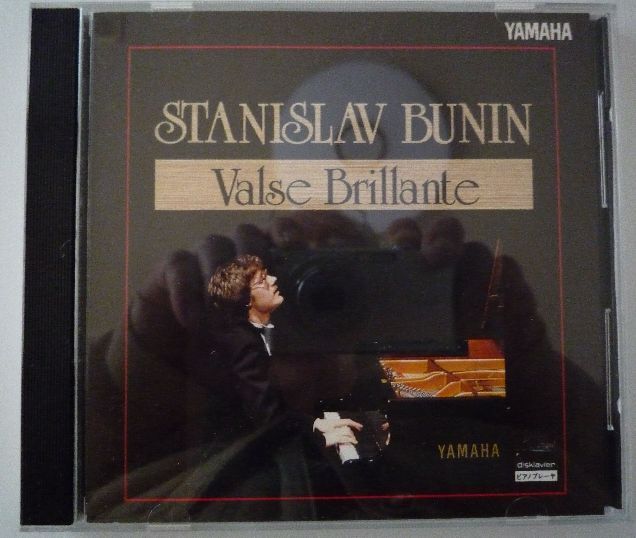 YAMAHA
STANISLAV BUNIN
Valse Brillante
YAMAHA
disklavier
ピアノプレーヤ